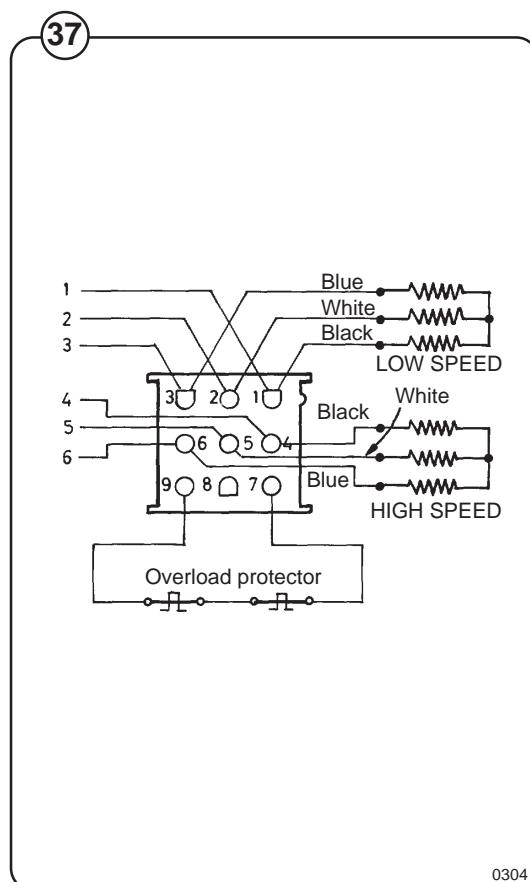 37
1
2
3
Blue
White
Black
LOW SPEED
3 2 1
4
5
6
Black
White
6 5 4
Blue
9 8 7
HIGH SPEED
Overload protector
0304